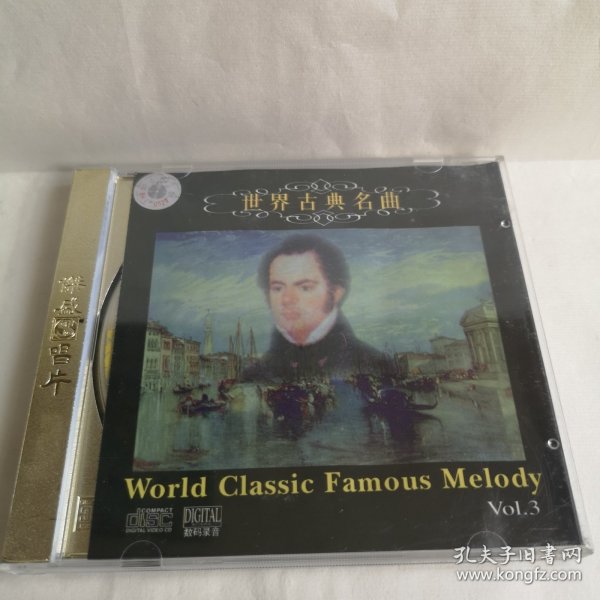 世界古典名曲
World Classic Famous Melody
Vol.3
COMPACT
disc
DIGITAL VIDEO CD
DIGITAL
数码录音
孔夫子旧书网
www.kongfz.com